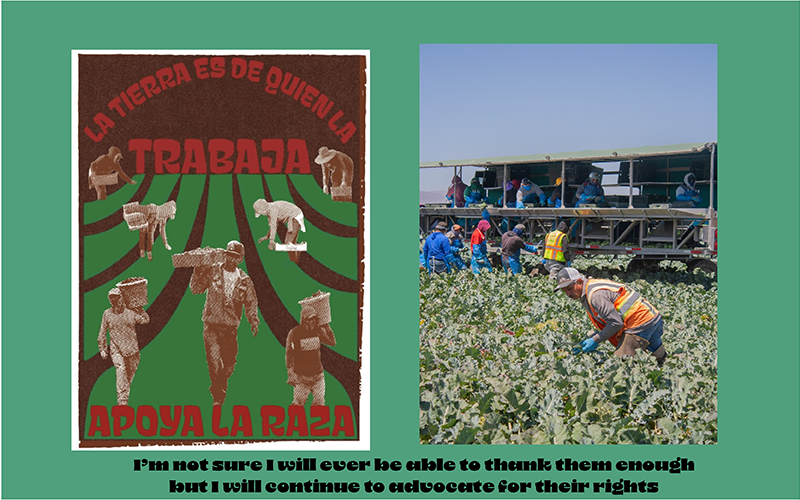 LA TIERRA ES DE QUIEN LA
TRABAJA
APOYA LA RAZA
I'm not sure I will ever be able to thank them enough
but I will continue to advocate for their rights